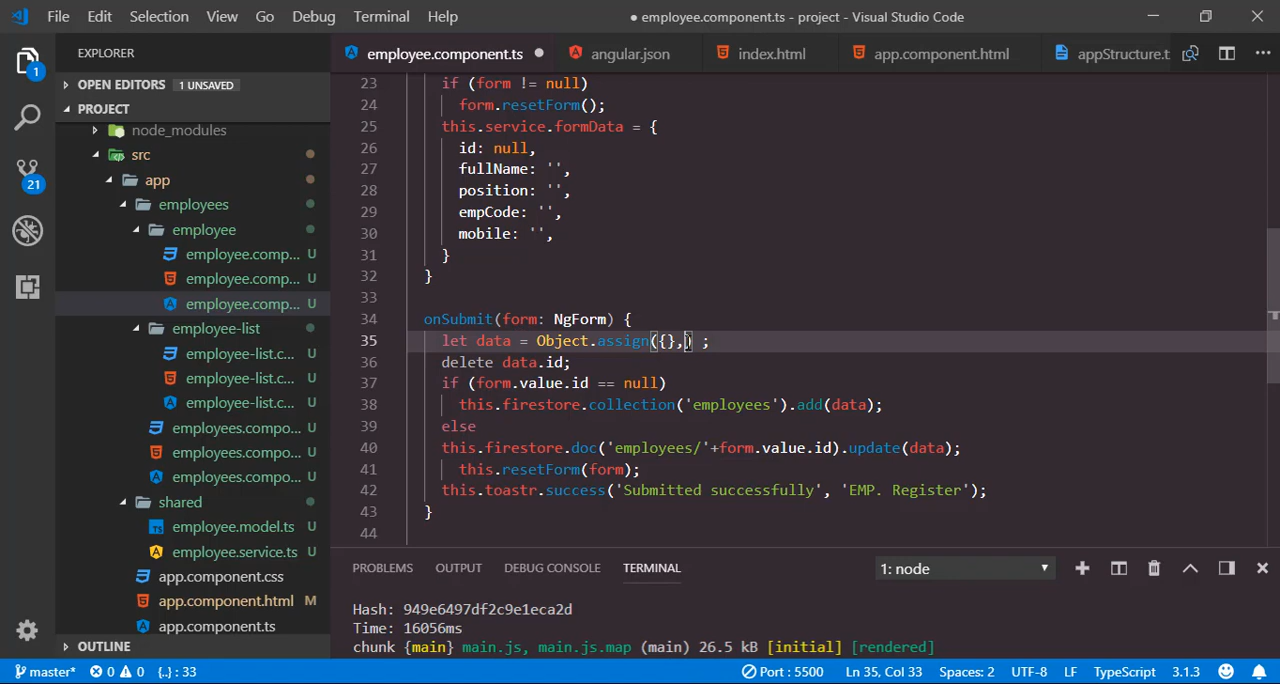 File Edit Selection View Go Debug Terminal Help
● employee.component.ts - project - Visual Studio Code
EXPLORER
employee.component.ts
angular.json
index.html
app.component.html
appStructure.t
1
OPEN EDITORS 1 UNSAVED
PROJECT
node_modules
src
app
employees
employee
employee.comp... U
employee.comp... U
employee.comp... U
employee-list
employee-list.c... U
employee-list.c... U
employee-list.c... U
employees.compo... U
employees.compo... U
employees.compo... U
shared
employee.model.ts U
employee.service.ts U
app.component.css
app.component.html M
app.component.ts
OUTLINE
21
23 if (form != null)
24 form.resetForm();
25 this.service.formData = {
26 id: null,
27 fullName: '',
28 position: '',
29 empCode: '',
30 mobile: '',
31 }
32 }
33
34 onSubmit(form: NgForm) {
35 let data = Object.assign({},) ;
36 delete data.id;
37 if (form.value.id == null)
38 this.firestore.collection('employees').add(data);
39 else
40 this.firestore.doc('employees/'+form.value.id).update(data);
41 this.resetForm(form);
42 this.toastr.success('Submitted successfully', 'EMP. Register');
43 }
44
PROBLEMS OUTPUT DEBUG CONSOLE TERMINAL
1: node
Hash: 949e6497df2c9e1eca2d
Time: 16056ms
chunk {main} main.js, main.js.map (main) 26.5 kB [initial] [rendered]
master* 0 0 {..} : 33
Port : 5500 Ln 35, Col 33 Spaces: 2 UTF-8 LF TypeScript 3.1.3